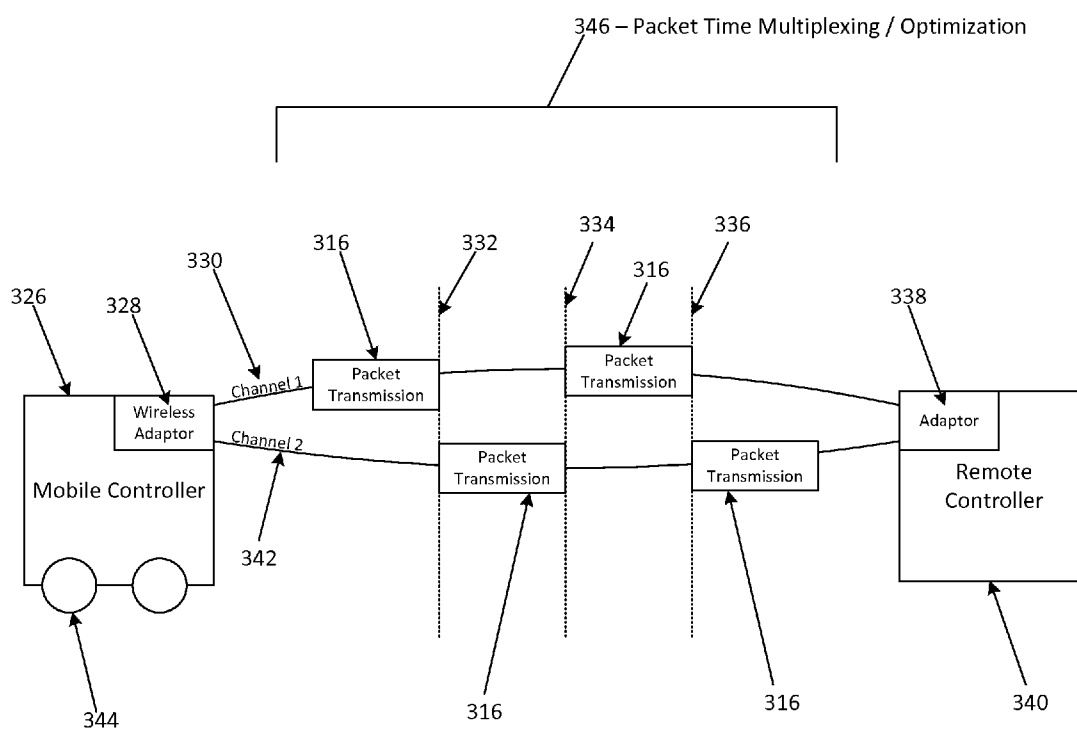 346 – Packet Time Multiplexing / Optimization
316
332
334
336
330
316
326
328
338
Channel 1
Packet
Transmission
Packet
Transmission
Wireless
Adaptor
Adaptor
Channel 2
Packet
Transmission
Packet
Transmission
Mobile Controller
Remote
Controller
342
344
316
316
340